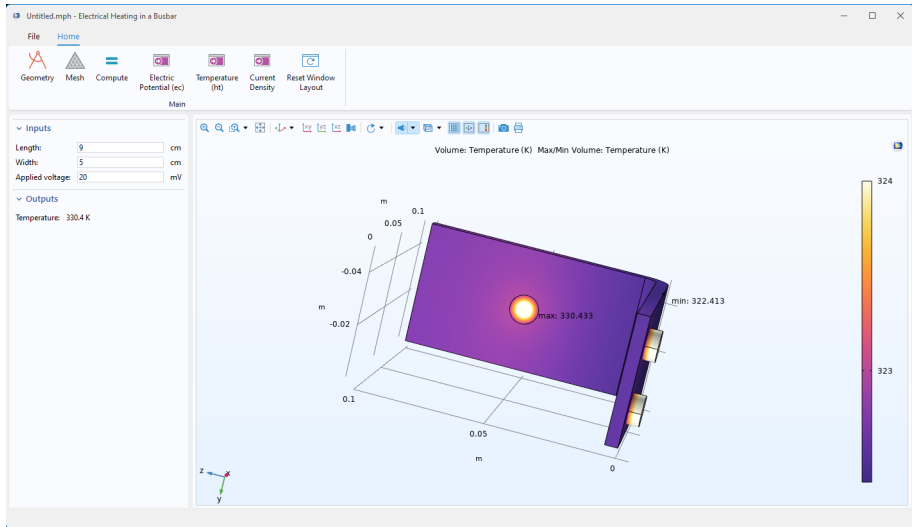 Untitled.mph - Electrical Heating in a Busbar
File Home
Geometry Mesh Compute Electric Potential (ec) Temperature (ht) Current Density Reset Window Layout
Main
Inputs
Length: 9 cm
Width: 5 cm
Applied voltage: 20 mV
Outputs
Temperature: 330.4 K
xy yz xz
Volume: Temperature (K) Max/Min Volume: Temperature (K)
324
m
0.1
0.05
0
-0.04
min: 322.413
m
max: 330.433
-0.02
323
0.1
0.05
m
0
z x
y